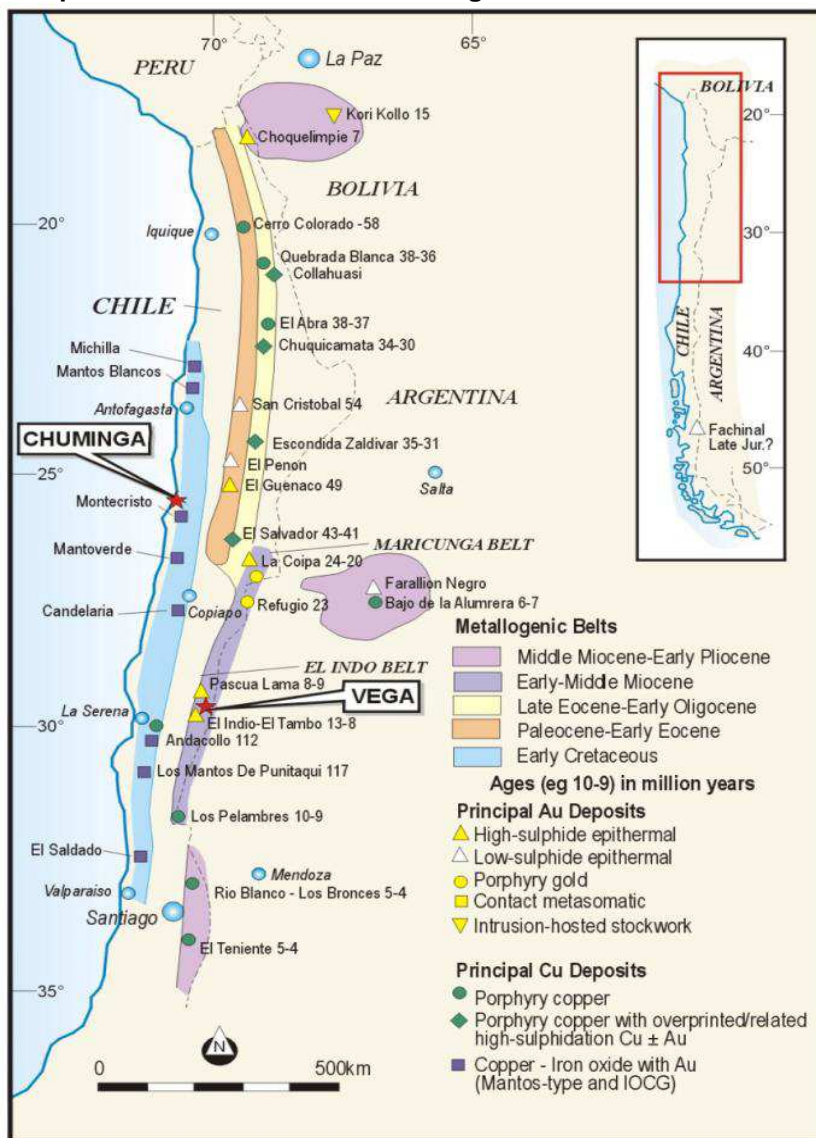 70°
65°
PERU
La Paz
Kori Kollo 15
Choquelimpie 7
BOLIVIA
20°
Iquique
Cerro Colorado -58
Quebrada Blanca 38-36
Collahuasi
CHILE
El Abra 38-37
Michilla
Chuquicamata 34-30
Mantos Blancos
ARGENTINA
San Cristobal 54
Antofagasta
CHUMINGA
Escondida Zaldivar 35-31
25°
El Penon
Salta
El Guenaco 49
Montecristo
El Salvador 43-41
MARICUNGA BELT
Mantoverde
La Coipa 24-20
Farallion Negro
Candelaria
Copiapo
Refugio 23
Bajo de la Alumrera 6-7
EL INDO BELT
Pascua Lama 8-9
VEGA
La Serena
El Indio-El Tambo 13-8
30°
Andacollo 112
Los Mantos De Punitaqui 117
Los Pelambres 10-9
El Saldado
Mendoza
Valparaiso
Rio Blanco - Los Bronces 5-4
Santiago
El Teniente 5-4
35°
N
0
500km
BOLIVIA
20°
30°
CHILE
ARGENTINA
40°
Fachinal
Late Jur.?
50°
Metallogenic Belts
Middle Miocene-Early Pliocene
Early-Middle Miocene
Late Eocene-Early Oligocene
Paleocene-Early Eocene
Early Cretaceous
Ages (eg 10-9) in million years
Principal Au Deposits
High-sulphide epithermal
Low-sulphide epithermal
Porphyry gold
Contact metasomatic
Intrusion-hosted stockwork
Principal Cu Deposits
Porphyry copper
Porphyry copper with overprinted/related
high-sulphidation Cu ± Au
Copper - Iron oxide with Au
(Mantos-type and IOCG)